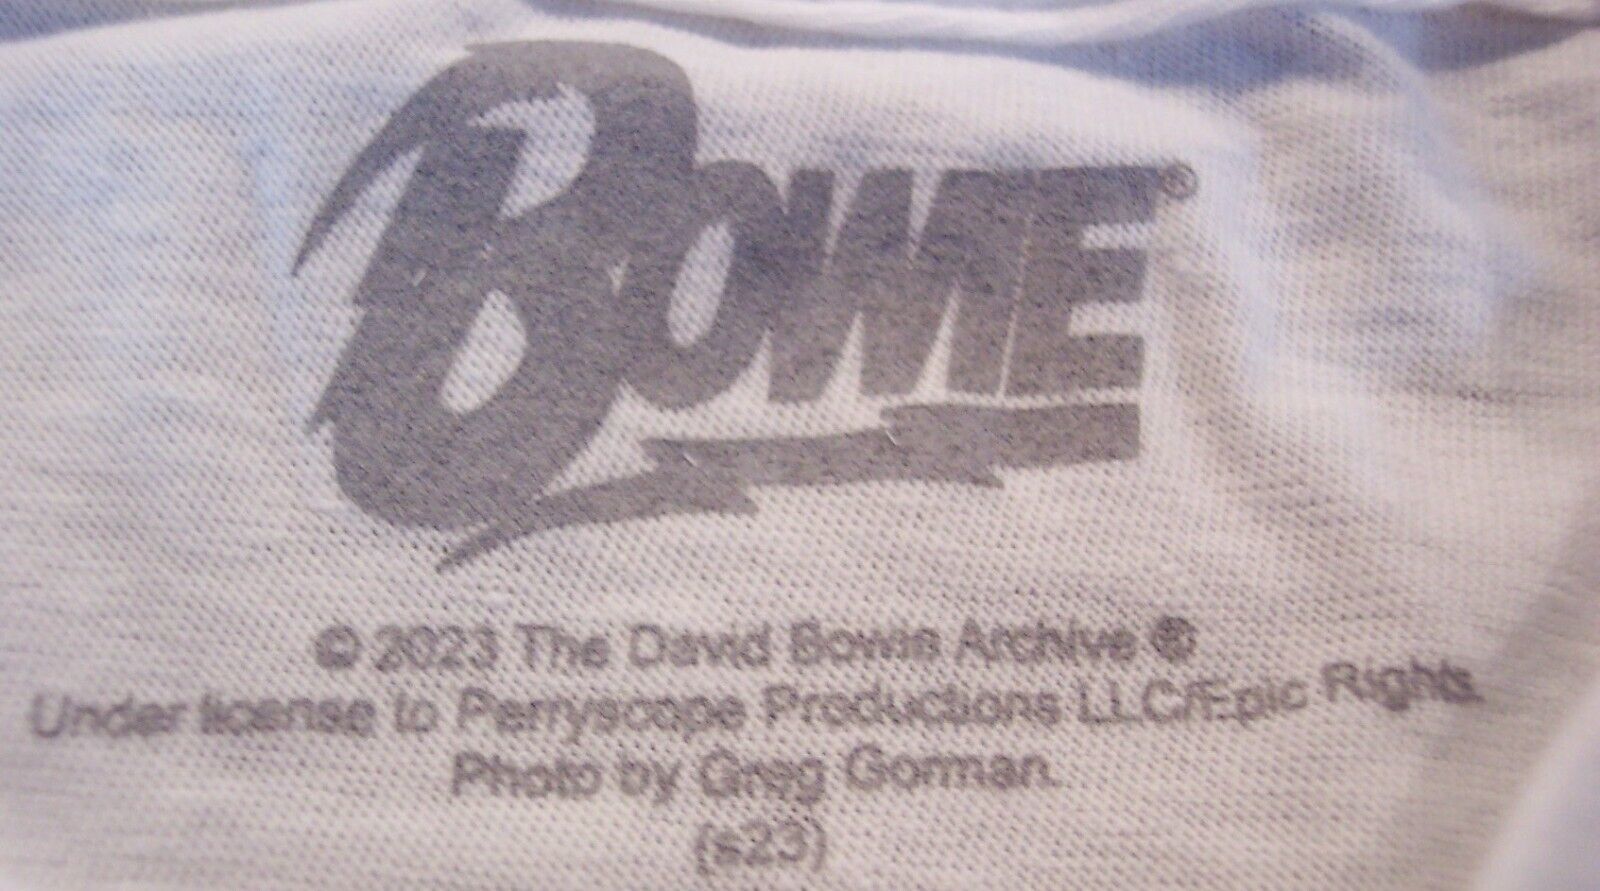 BOWIE®
© 2023 The David Bowie Archive ®
Under license to Perryscope Productions LLC/Epic Rights.
Photo by Greg Gorman.
(s23)